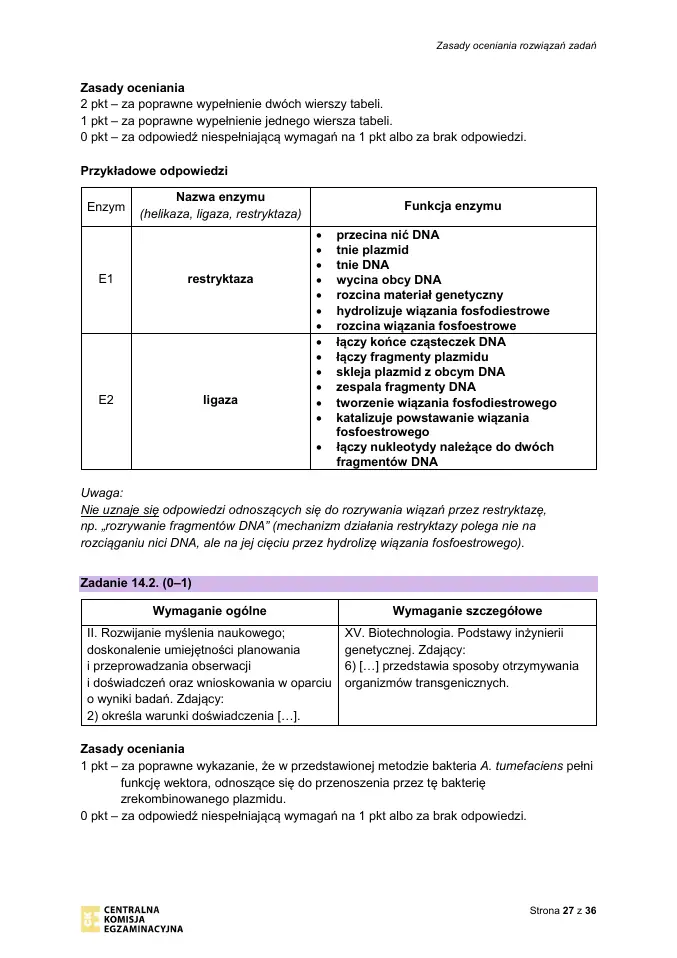 Zasady oceniania rozwiązań zadań
Zasady oceniania
2 pkt – za poprawne wypełnienie dwóch wierszy tabeli.
1 pkt – za poprawne wypełnienie jednego wiersza tabeli.
0 pkt – za odpowiedź niespełniającą wymagań na 1 pkt albo za brak odpowiedzi.
Przykładowe odpowiedzi
Enzym
Nazwa enzymu
(helikaza, ligaza, restryktaza)
Funkcja enzymu
E1
restryktaza
• przecina nić DNA
• tnie plazmid
• tnie DNA
• wycina obcy DNA
• rozcina materiał genetyczny
• hydrolizuje wiązania fosfodiestrowe
• rozcina wiązania fosfoestrowe
E2
ligaza
• łączy końce cząsteczek DNA
• łączy fragmenty plazmidu
• skleja plazmid z obcym DNA
• zespala fragmenty DNA
• tworzenie wiązania fosfodiestrowego
• katalizuje powstawanie wiązania
fosfoestrowego
• łączy nukleotydy należące do dwóch
fragmentów DNA
Uwaga:
Nie uznaje się odpowiedzi odnoszących się do rozrywania wiązań przez restryktazę,
np. „rozrywanie fragmentów DNA” (mechanizm działania restryktazy polega nie na
rozciąganiu nici DNA, ale na jej cięciu przez hydrolizę wiązania fosfoestrowego).
Zadanie 14.2. (0–1)
Wymaganie ogólne
Wymaganie szczegółowe
II. Rozwijanie myślenia naukowego;
doskonalenie umiejętności planowania
i przeprowadzania obserwacji
i doświadczeń oraz wnioskowania w oparciu
o wyniki badań. Zdający:
2) określa warunki doświadczenia […].
XV. Biotechnologia. Podstawy inżynierii
genetycznej. Zdający:
6) […] przedstawia sposoby otrzymywania
organizmów transgenicznych.
Zasady oceniania
1 pkt – za poprawne wykazanie, że w przedstawionej metodzie bakteria A. tumefaciens pełni
funkcję wektora, odnoszące się do przenoszenia przez tę bakterię
zrekombinowanego plazmidu.
0 pkt – za odpowiedź niespełniającą wymagań na 1 pkt albo za brak odpowiedzi.
CKE
CENTRALNA
KOMISJA
EGZAMINACYJNA
Strona 27 z 36